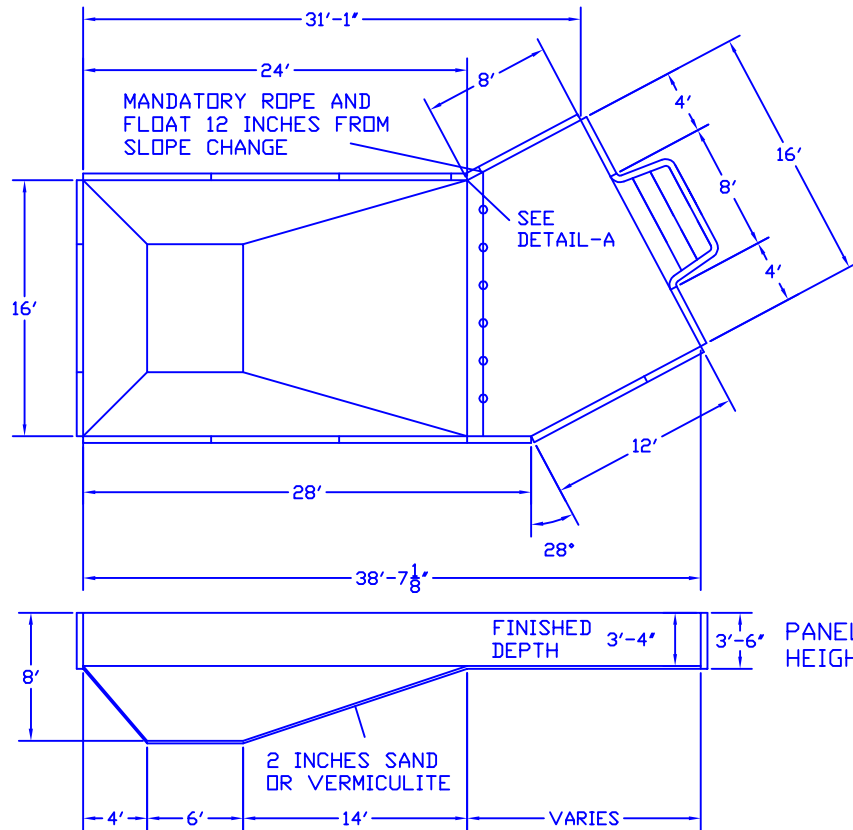 31'-1"
24'
8'
MANDATORY ROPE AND
FLOAT 12 INCHES FROM
SLOPE CHANGE
4'
16'
8'
SEE
DETAIL-A
4'
16'
12'
28'
28°
38'-7 1/8"
FINISHED
DEPTH
3'-4"
3'-6"
PANEL
HEIGH
8'
2 INCHES SAND
OR VERMICULITE
4'
6'
14'
VARIES